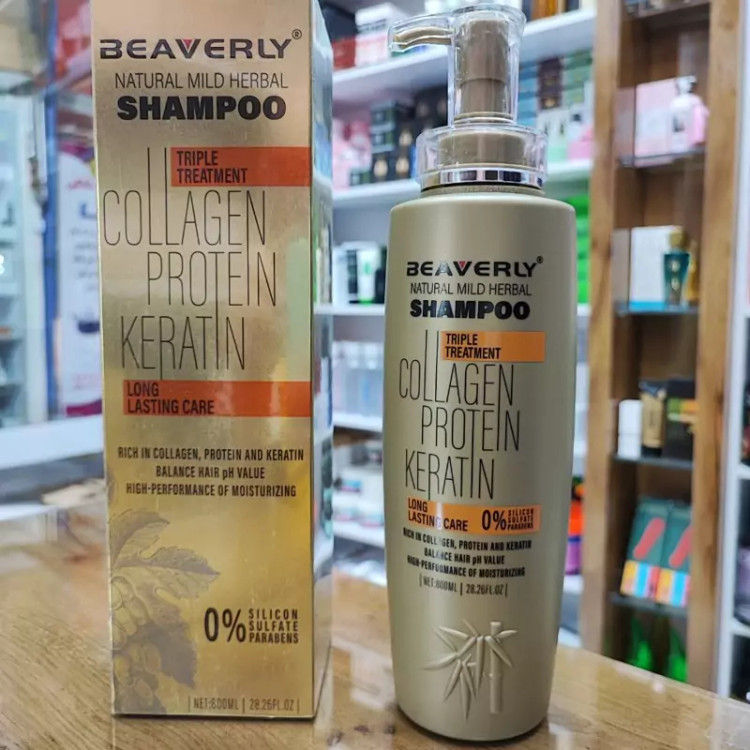 BEAVERLY®
NATURAL MILD HERBAL
SHAMPOO
TRIPLE
TREATMENT
COLLAGEN
PROTEIN
KERATIN
LONG
LASTING CARE
RICH IN COLLAGEN, PROTEIN AND KERATIN
BALANCE HAIR pH VALUE
HIGH-PERFORMANCE OF MOISTURIZING
0% SILICON
SULFATE
PARABENS
NET:800ML | 28.26FL.OZ
BEAVERLY®
NATURAL MILD HERBAL
SHAMPOO
TRIPLE
TREATMENT
COLLAGEN
PROTEIN
KERATIN
LONG
LASTING CARE
0% SILICON
SULFATE
PARABENS
RICH IN COLLAGEN, PROTEIN AND KERATIN
BALANCE HAIR pH VALUE
HIGH-PERFORMANCE OF MOISTURIZING
NET:800ML | 28.26FL.OZ